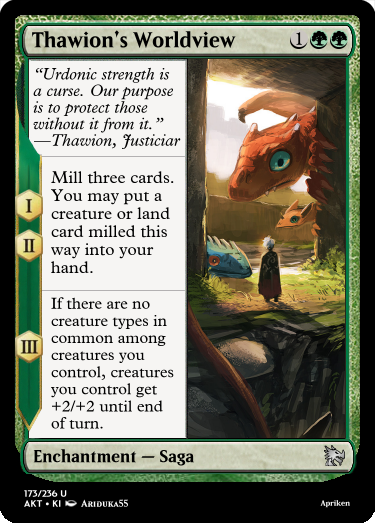 Thawion's Worldview 1
“Urdonic strength is
a curse. Our purpose
is to protect those
without it from it.”
—Thawion, Justiciar
I
Mill three cards.
You may put a
creature or land
card milled this
way into your
hand.
II
III
If there are no
creature types in
common among
creatures you
control, creatures
you control get
+2/+2 until end
of turn.
Enchantment — Saga
173/236 U
AKT • KI Ariduka55
Apriken